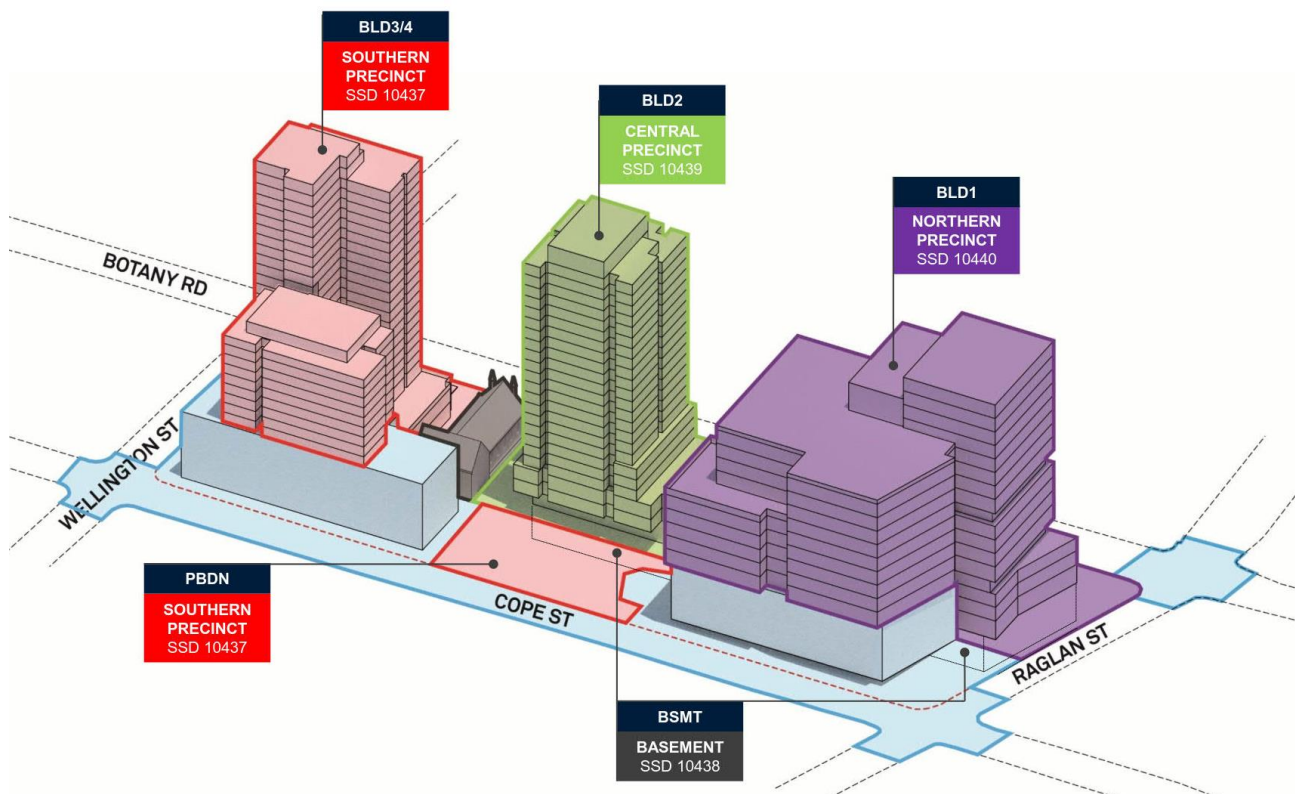 BLD3/4
SOUTHERN
PRECINCT
SSD 10437
BLD2
CENTRAL
PRECINCT
SSD 10439
BLD1
NORTHERN
PRECINCT
SSD 10440
BOTANY RD
WELLINGTON ST
PBDN
SOUTHERN
PRECINCT
SSD 10437
COPE ST
RAGLAN ST
BSMT
BASEMENT
SSD 10438